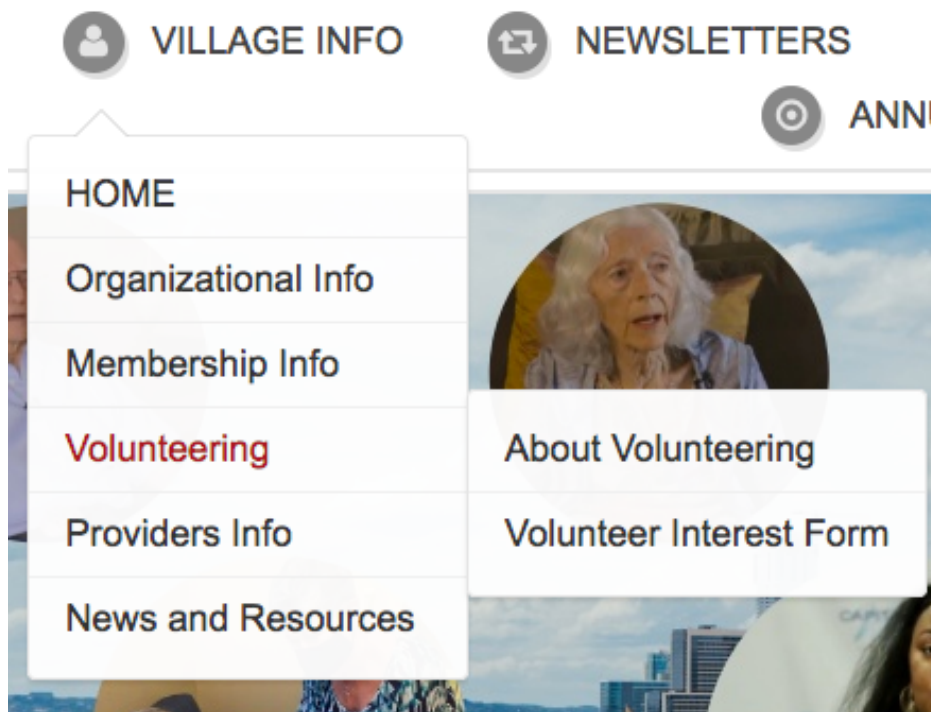 VILLAGE INFO
NEWSLETTERS
ANNU
HOME
Organizational Info
Membership Info
Volunteering
About Volunteering
Providers Info
Volunteer Interest Form
News and Resources